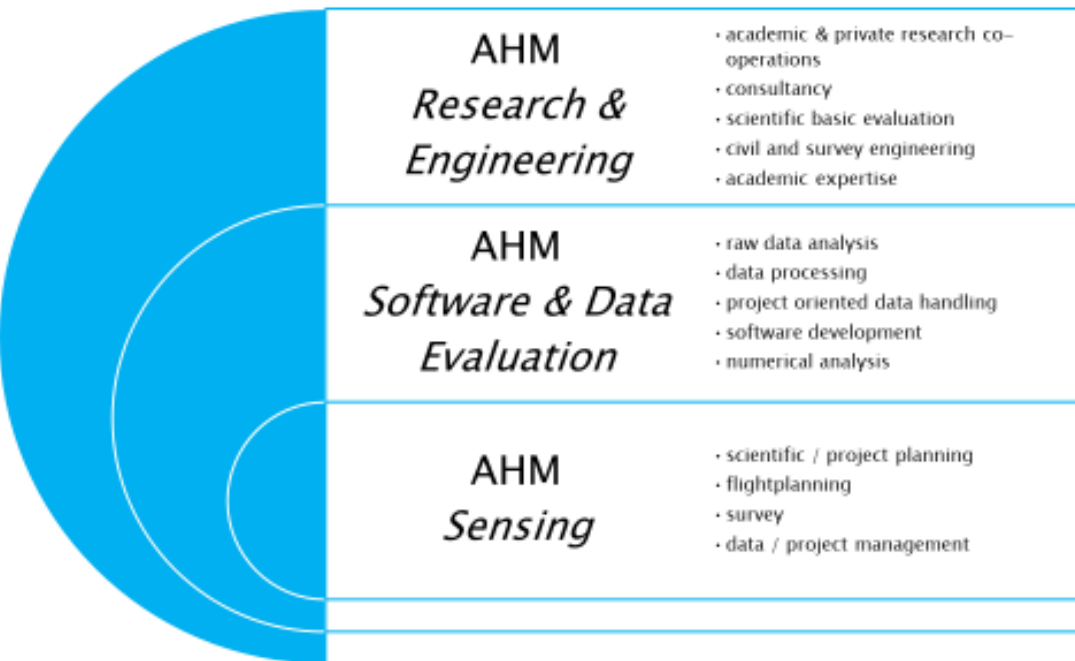 AHM
Research &
Engineering
· academic & private research co-
operations
· consultancy
· scientific basic evaluation
· civil and survey engineering
· academic expertise
AHM
Software & Data
Evaluation
· raw data analysis
· data processing
· project oriented data handling
· software development
· numerical analysis
AHM
Sensing
· scientific / project planning
· flightplanning
· survey
· data / project management